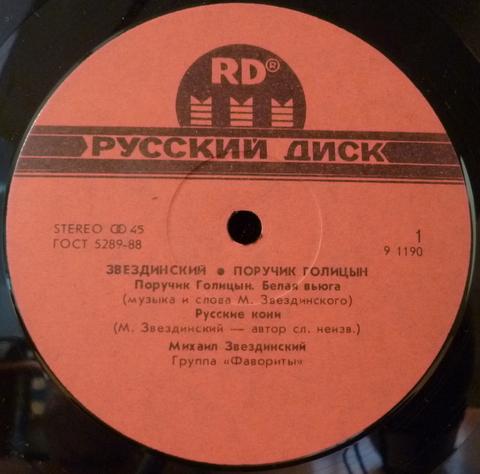 RD®
РУССКИЙ ДИСК
STEREO Ꝏ 45
ГОСТ 5289-88
1
9 1190
ЗВЕЗДИНСКИЙ ● ПОРУЧИК ГОЛИЦЫН
Поручик Голицын. Белая вьюга
(музыка и слова М. Звездинского)
Русские кони
(М. Звездинский — автор сл. неизв.)
Михаил Звездинский
Группа «Фавориты»